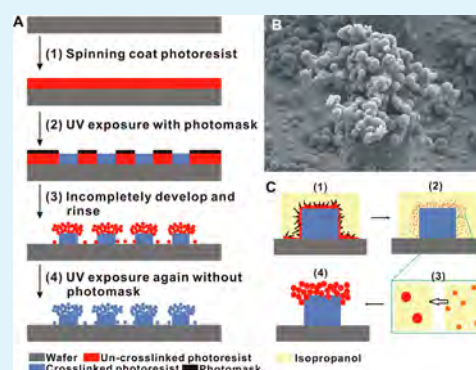 A
(1) Spinning coat photoresist
(2) UV exposure with photomask
(3) Incompletely develop and
rinse
(4) UV exposure again without
photomask
Wafer Un-crosslinked photoresist
Crosslinked photoresist Photomask
Isopropanol
B
C
(1)
(2)
(4)
(3)